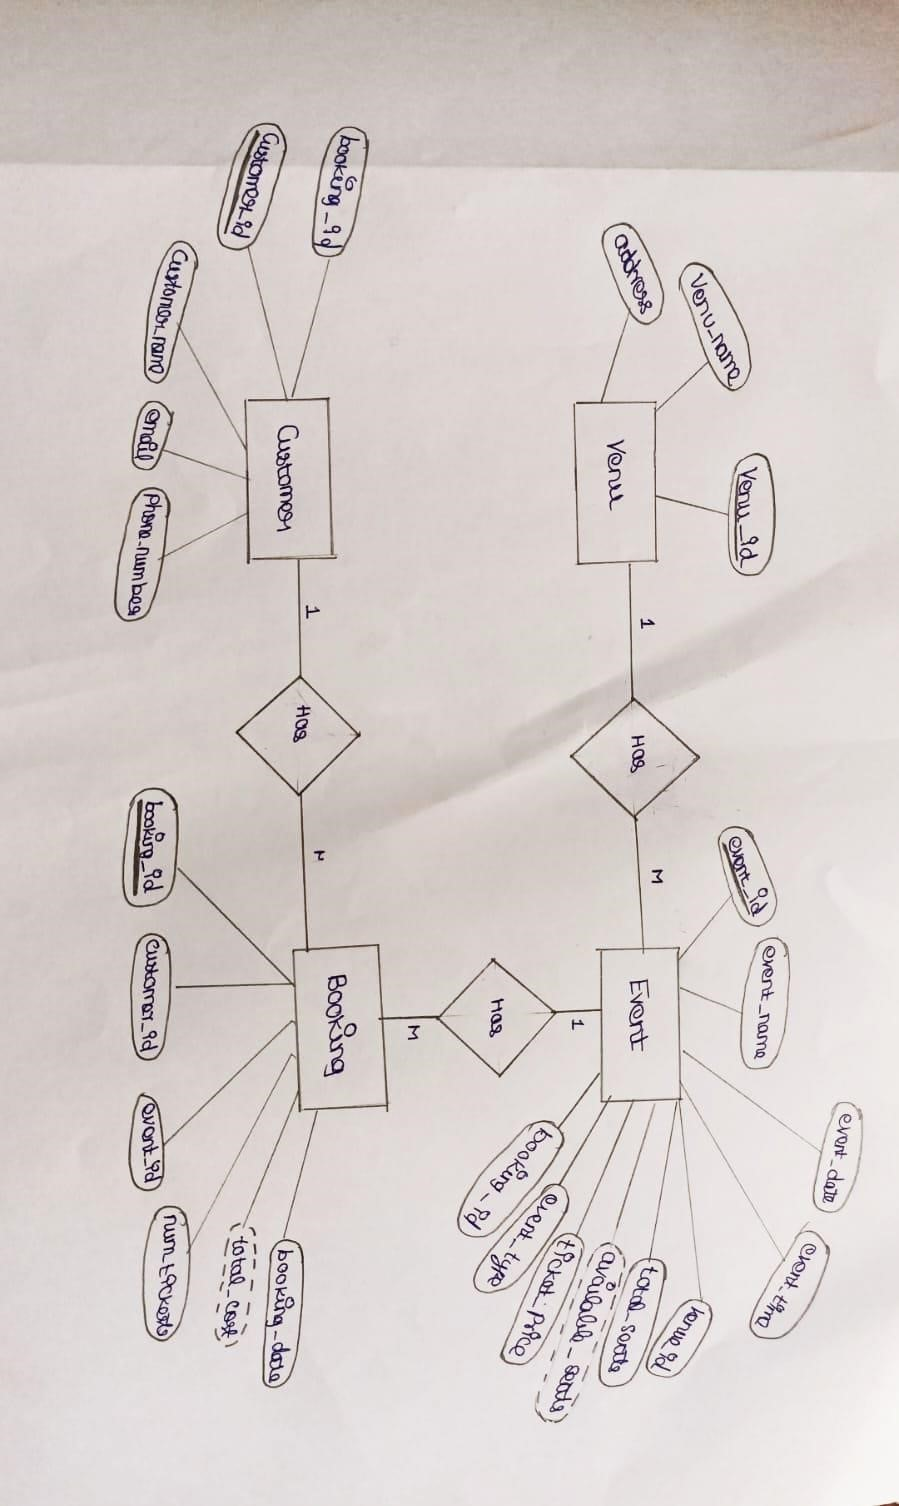 Venu_name
Venu_id
address
Venu
1
Has
M
event_id
event_name
event_date
event_time
Event
venue_id
total_seats
available_seats
ticket_price
event_type
booking_id
1
Has
M
booking_id
Customer_id
Customer_name
email
Phone_number
Customer
1
Has
M
Booking
booking_id
Customer_id
event_id
num_tickets
total_cost
booking_date